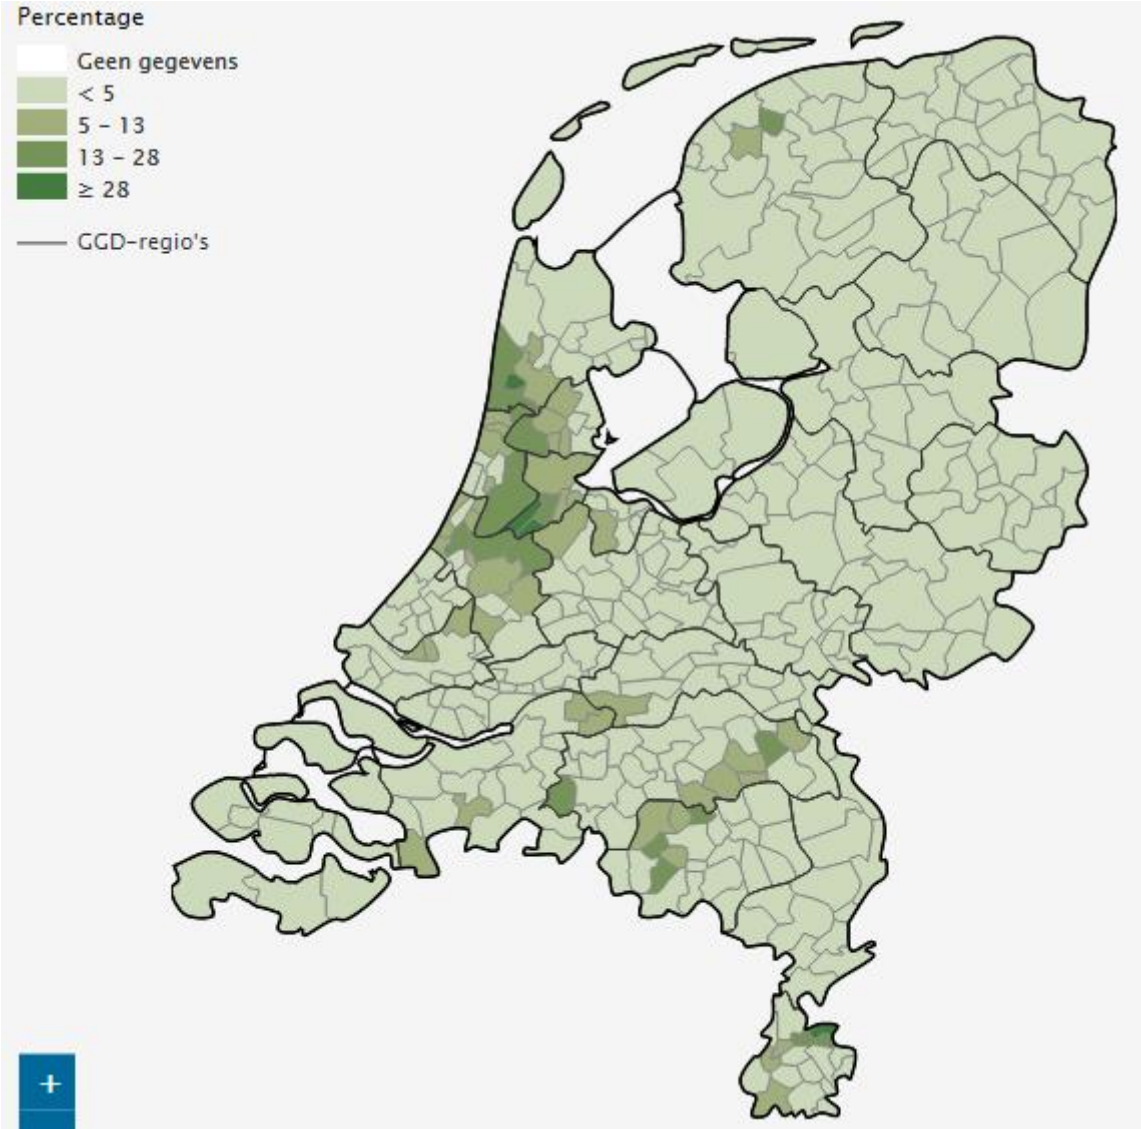 Percentage
Geen gegevens
< 5
5 - 13
13 - 28
≥ 28
GGD-regio's
+